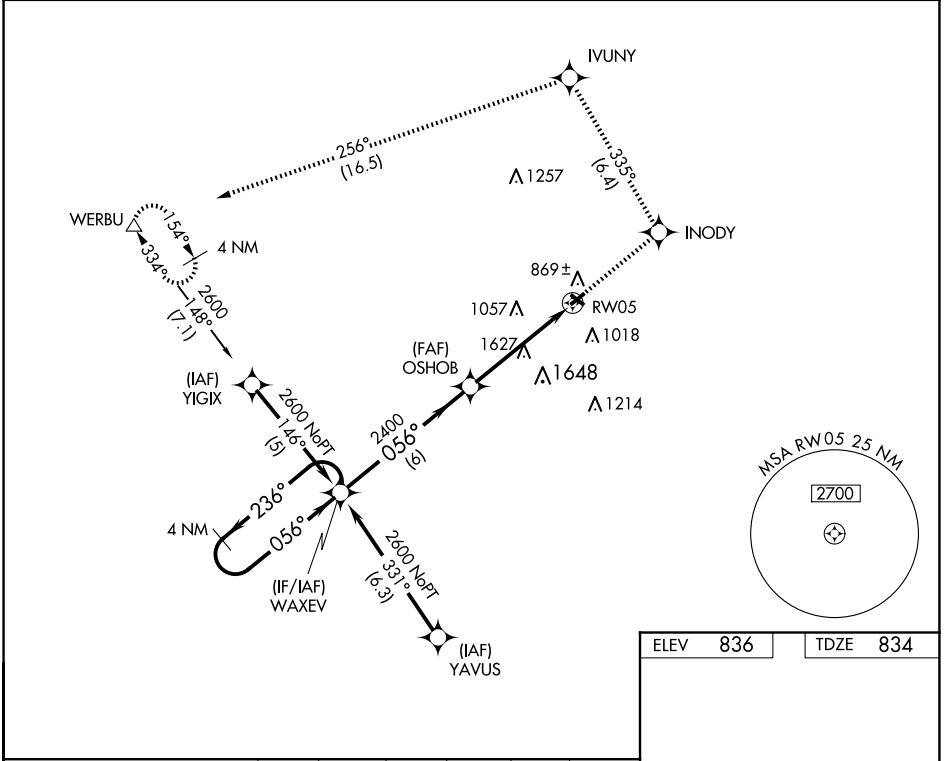 IVUNY
256°
(16.5)
335°
(6.4)
1257
WERBU
154°
334°
4 NM
INODY
2600
148°
(7.1)
869±
RW05
1057
1018
1627
(FAF)
OSHOB
1648
1214
(IAF)
YIGIX
2600 NoPT
146°
(5)
2400
056°
(6)
MSA RW05 25 NM
2700
236°
056°
4 NM
(IF/IAF)
WAXEV
2600 NoPT
331°
(6.3)
(IAF)
YAVUS
ELEV 836
TDZE 834